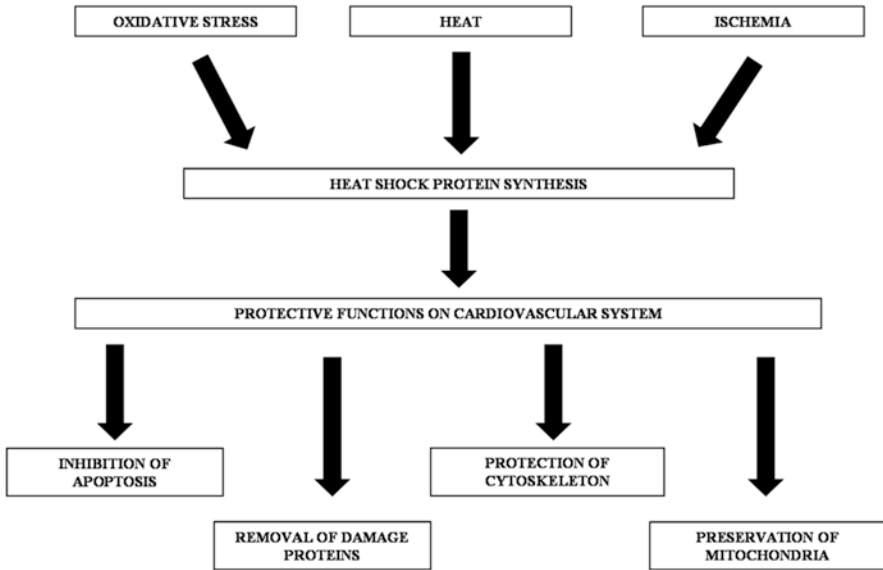 OXIDATIVE STRESS
HEAT
ISCHEMIA
HEAT SHOCK PROTEIN SYNTHESIS
PROTECTIVE FUNCTIONS ON CARDIOVASCULAR SYSTEM
INHIBITION OF
APOPTOSIS
PROTECTION OF
CYTOSKELETON
REMOVAL OF DAMAGE
PROTEINS
PRESERVATION OF
MITOCHONDRIA